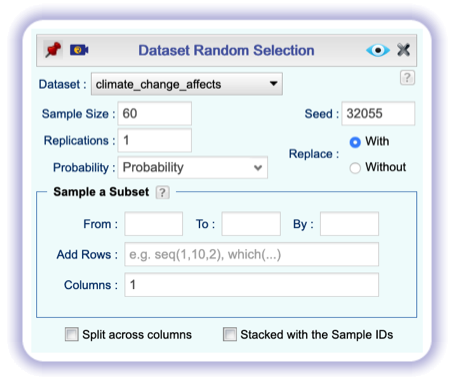 Dataset Random Selection
Dataset : climate_change_affects ?
Sample Size : 60 Seed : 32055
Replications : 1 Replace : With
Probability : Probability Without
Sample a Subset ?
From : To : By :
Add Rows : e.g. seq(1,10,2), which(...)
Columns : 1
Split across columns Stacked with the Sample IDs